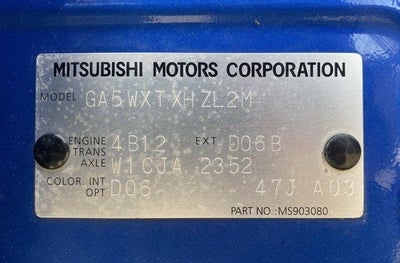 MITSUBISHI MOTORS CORPORATION
MODEL GA5WXTXHZL2M
ENGINE 4B12 EXT D06B
TRANS AXLE W1CJA 2352
COLOR. INT OPT D06 47J A03
PART NO.: MS903080